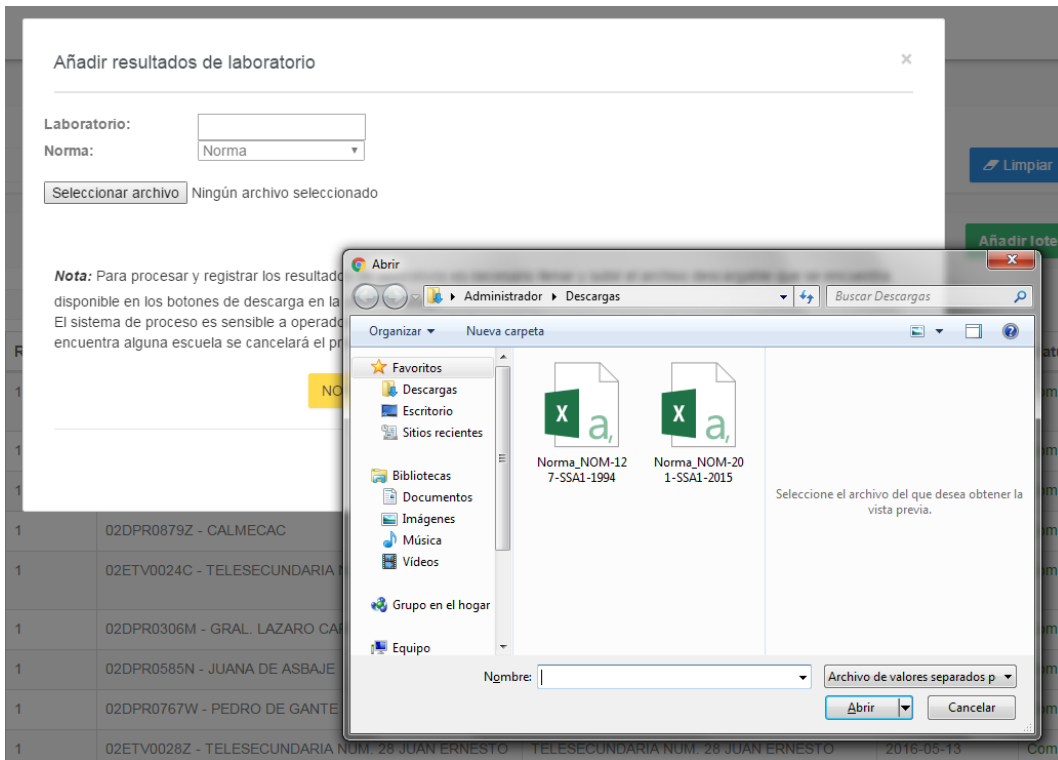 Añadir resultados de laboratorio
×
Laboratorio:
Norma: Norma
Seleccionar archivo Ningún archivo seleccionado
Limpiar
Añadir lote
Nota: Para procesar y registrar los resultado
disponible en los botones de descarga en la
El sistema de proceso es sensible a operado
encuentra alguna escuela se cancelará el pr
NO
Abrir
Administrador Descargas
Buscar Descargas
Organizar Nueva carpeta
Favoritos
Descargas
Escritorio
Sitios recientes
Bibliotecas
Documentos
Imágenes
Música
Vídeos
Grupo en el hogar
Equipo
Norma_NOM-12
7-SSA1-1994
Norma_NOM-20
1-SSA1-2015
Seleccione el archivo del que desea obtener la
vista previa.
Nombre:
Archivo de valores separados p
Abrir Cancelar
R
1
1
1
1 02DPR0879Z - CALMECAC
1 02ETV0024C - TELESECUNDARIA N
1 02DPR0306M - GRAL. LAZARO CAR
1 02DPR0585N - JUANA DE ASBAJE
1 02DPR0767W - PEDRO DE GANTE
1 02ETV0028Z - TELESECUNDARIA NUM. 28 JUAN ERNESTO TELESECUNDARIA NUM. 28 JUAN ERNESTO 2016-05-13 Com